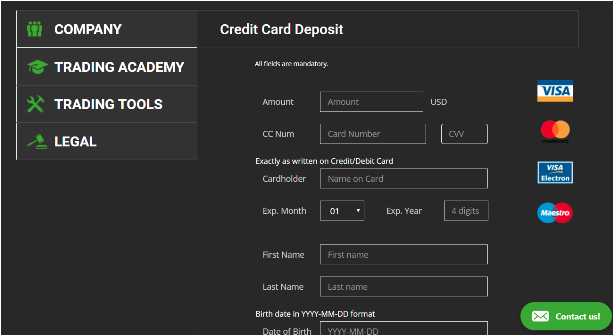 COMPANY
TRADING ACADEMY
TRADING TOOLS
LEGAL
Credit Card Deposit
All fields are mandatory.
Amount Amount USD
CC Num Card Number CVV
Exactly as written on Credit/Debit Card
Cardholder Name on Card
Exp. Month 01 Exp. Year 4 digits
First Name First name
Last Name Last name
Birth date in YYYY-MM-DD format
Date of Birth YYYY-MM-DD
VISA
mastercard
VISA
Electron
Maestro
Contact us!